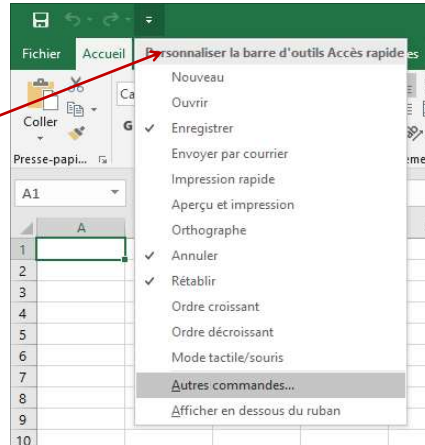 Fichier Accueil Personnaliser la barre d'outils Accès rapide es
Nouveau
Ca
Ouvrir
Coller
G
Enregistrer
Envoyer par courrier
Presse-papi...
Impression rapide
A1
Aperçu et impression
Orthographe
A
1
Annuler
2
Rétablir
3
Ordre croissant
4
Ordre décroissant
5
6
Mode tactile/souris
7
Autres commandes...
8
Afficher en dessous du ruban
9
10